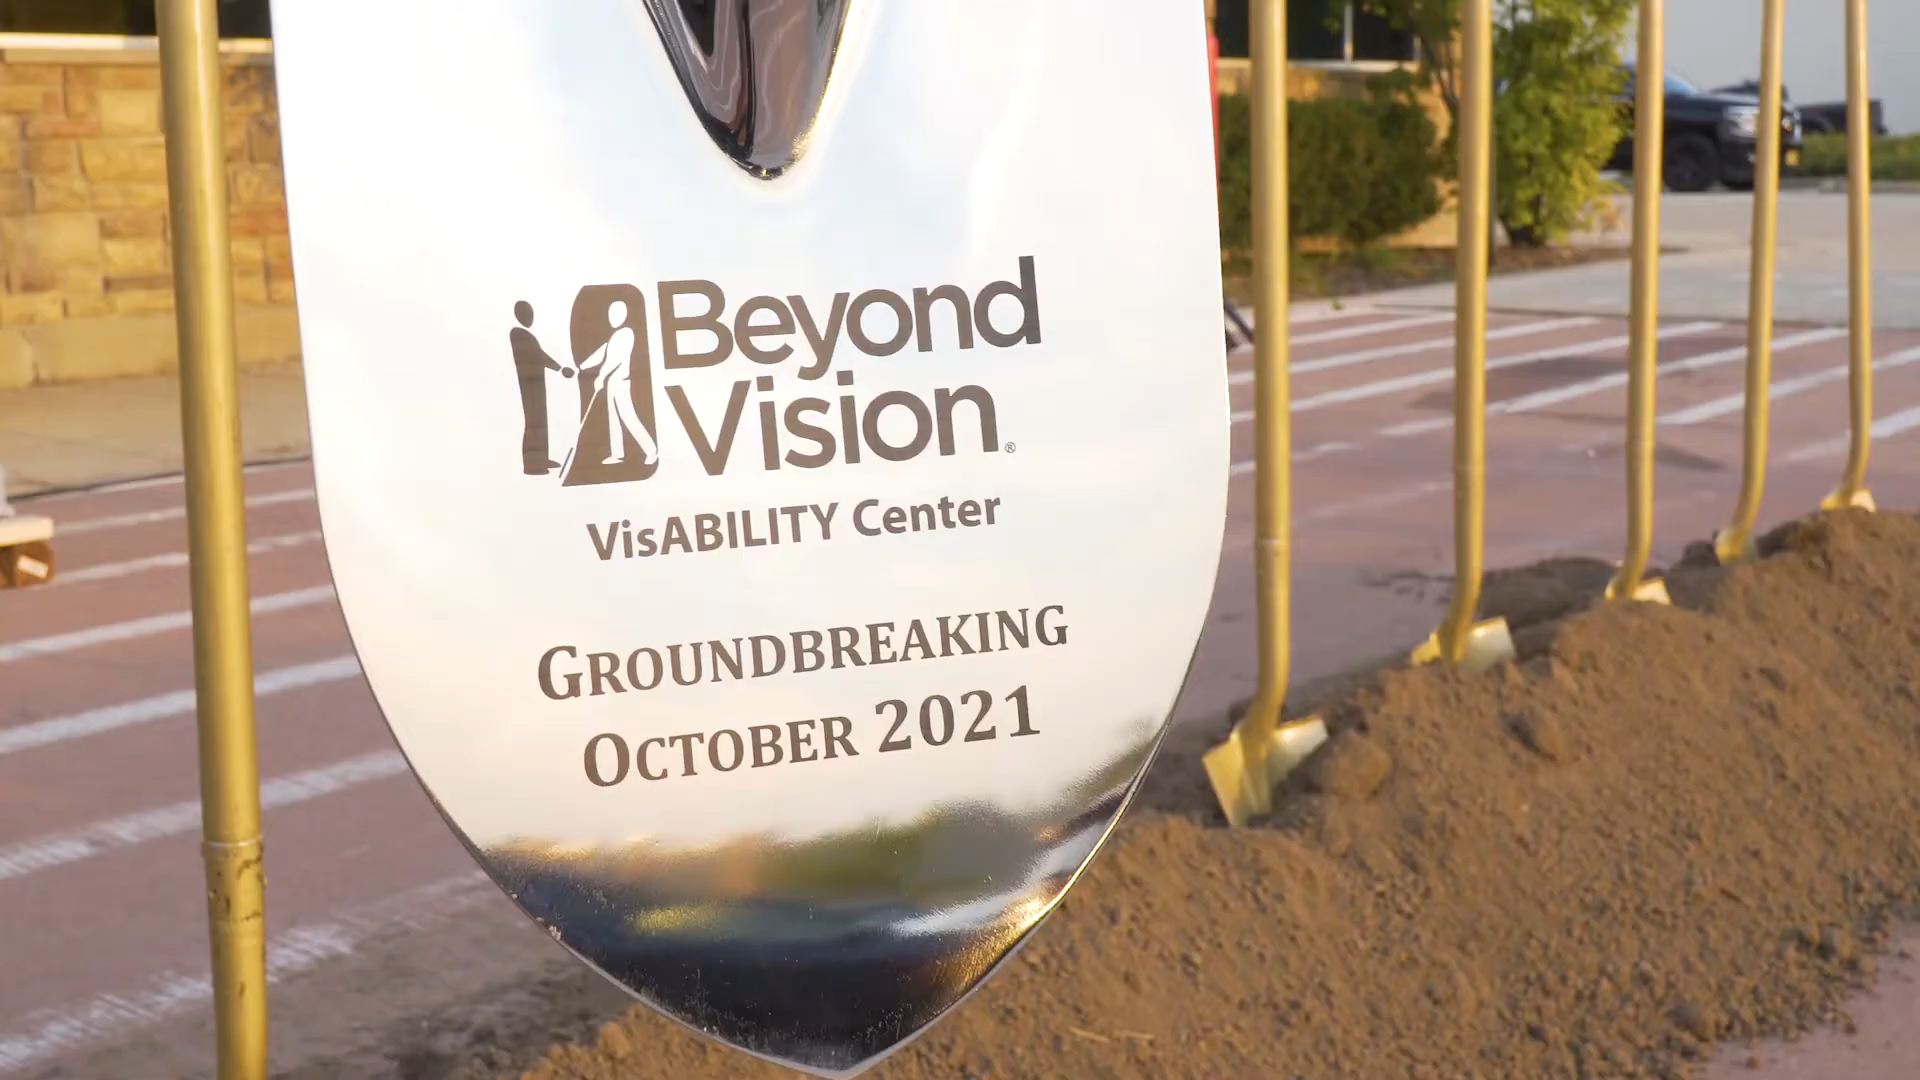 Beyond
Vision®
VisABILITY Center
GROUNDBREAKING
OCTOBER 2021